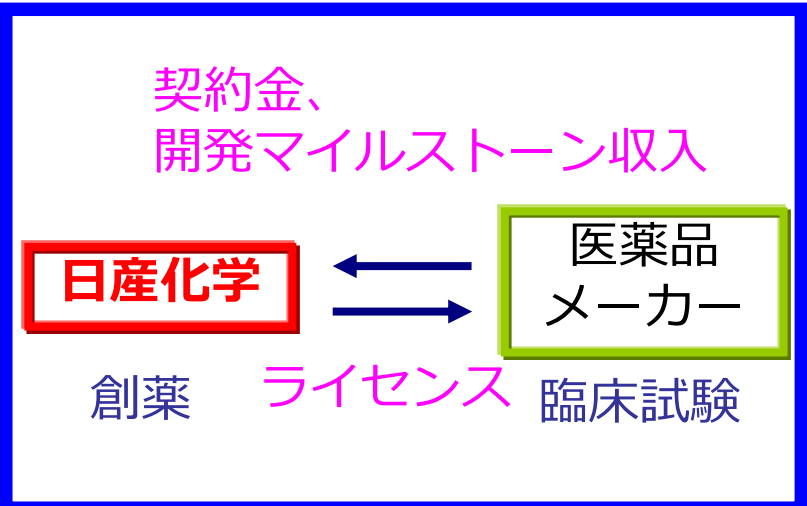 契約金、
開発マイルストーン収入
日産化学
医薬品
メーカー
ライセンス
創薬
臨床試験